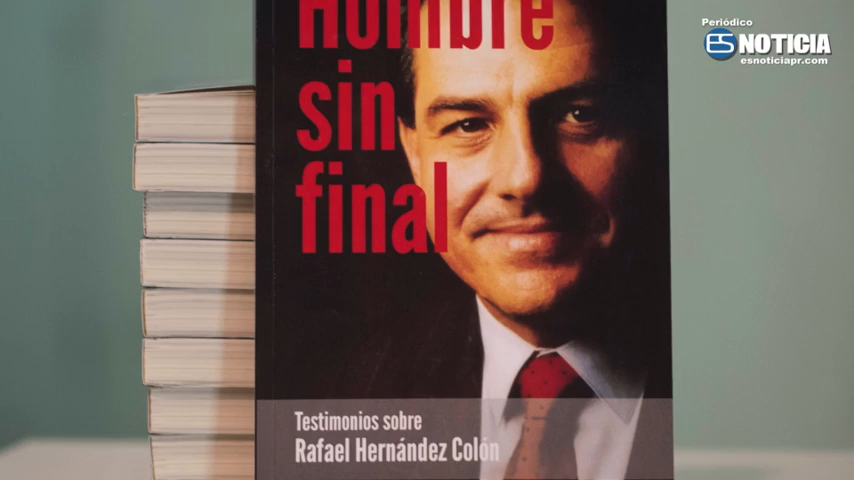 Periódico
ES NOTICIA
esnoticiapr.com
Hombre
sin
final
Testimonios sobre
Rafael Hernández Colón